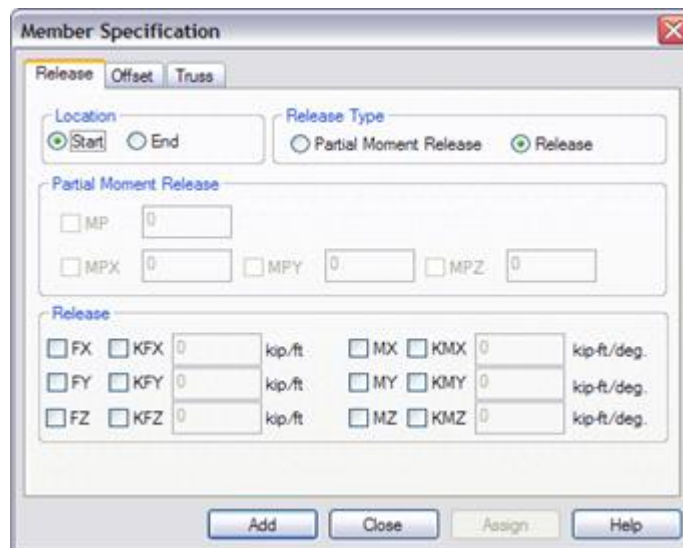 Member Specification
Release Offset Truss
Location
Start End
Release Type
Partial Moment Release Release
Partial Moment Release
MP 0
MPX 0 MPY 0 MPZ 0
Release
FX KFX 0 kip/ft MX KMX 0 kip-ft/deg.
FY KFY 0 kip/ft MY KMY 0 kip-ft/deg.
FZ KFZ 0 kip/ft MZ KMZ 0 kip-ft/deg.
Add Close Assign Help